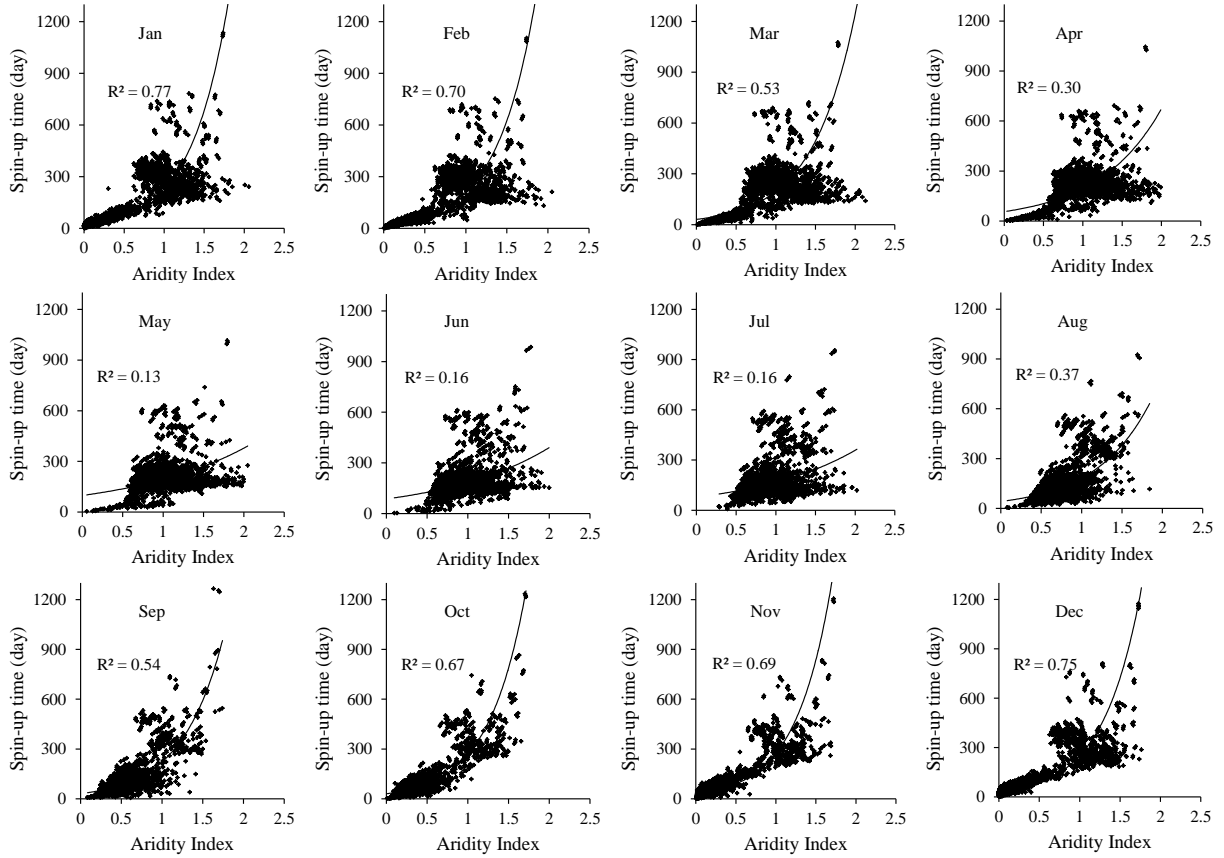 Spin-up time (day)
1200
900
600
300
0
Jan
R² = 0.77
0 0.5 1 1.5 2 2.5
Aridity Index
Spin-up time (day)
1200
900
600
300
0
Feb
R² = 0.70
0 0.5 1 1.5 2 2.5
Aridity Index
Spin-up time (day)
1200
900
600
300
0
Mar
R² = 0.53
0 0.5 1 1.5 2 2.5
Aridity Index
Spin-up time (day)
1200
900
600
300
0
Apr
R² = 0.30
0 0.5 1 1.5 2 2.5
Aridity Index
Spin-up time (day)
1200
900
600
300
0
May
R² = 0.13
0 0.5 1 1.5 2 2.5
Aridity Index
Spin-up time (day)
1200
900
600
300
0
Jun
R² = 0.16
0 0.5 1 1.5 2 2.5
Aridity Index
Spin-up time (day)
1200
900
600
300
0
Jul
R² = 0.16
0 0.5 1 1.5 2 2.5
Aridity Index
Spin-up time (day)
1200
900
600
300
0
Aug
R² = 0.37
0 0.5 1 1.5 2 2.5
Aridity Index
Spin-up time (day)
1200
900
600
300
0
Sep
R² = 0.54
0 0.5 1 1.5 2 2.5
Aridity Index
Spin-up time (day)
1200
900
600
300
0
Oct
R² = 0.67
0 0.5 1 1.5 2 2.5
Aridity Index
Spin-up time (day)
1200
900
600
300
0
Nov
R² = 0.69
0 0.5 1 1.5 2 2.5
Aridity Index
Spin-up time (day)
1200
900
600
300
0
Dec
R² = 0.75
0 0.5 1 1.5 2 2.5
Aridity Index